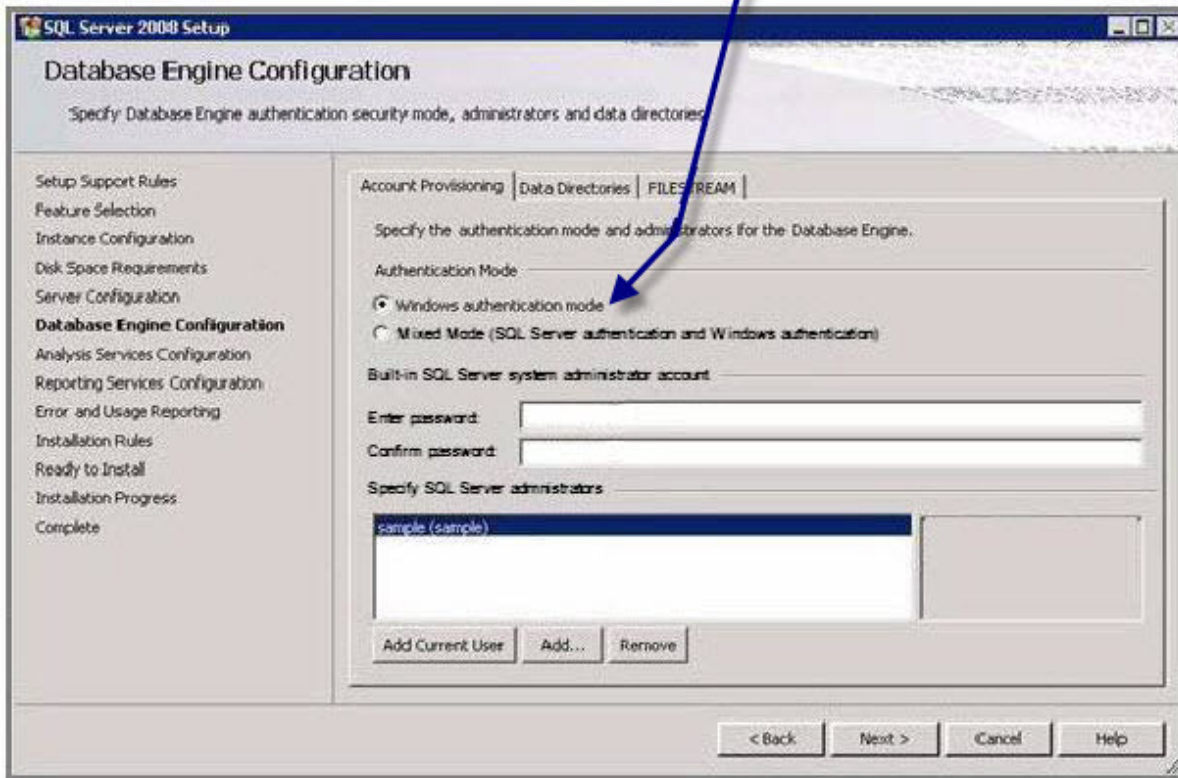 SQL Server 2008 Setup
Database Engine Configuration
Specify Database Engine authentication security mode, administrators and data directories.
Setup Support Rules
Feature Selection
Instance Configuration
Disk Space Requirements
Server Configuration
Database Engine Configuration
Analysis Services Configuration
Reporting Services Configuration
Error and Usage Reporting
Installation Rules
Ready to Install
Installation Progress
Complete
Account Provisioning
Data Directories
FILESTREAM
Specify the authentication mode and administrators for the Database Engine.
Authentication Mode
Windows authentication mode
Mixed Mode (SQL Server authentication and Windows authentication)
Built-in SQL Server system administrator account
Enter password:
Confirm password:
Specify SQL Server administrators
sample (sample)
Add Current User
Add...
Remove
< Back
Next >
Cancel
Help